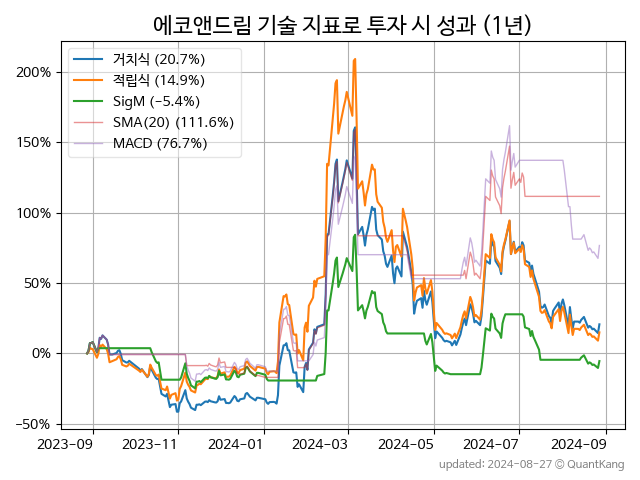 에코앤드림 기술 지표로 투자 시 성과 (1년)
거치식 (20.7%)
적립식 (14.9%)
SigM (−5.4%)
SMA(20) (111.6%)
MACD (76.7%)
200%
150%
100%
50%
0%
−50%
2023-09 2023-11 2024-01 2024-03 2024-05 2024-07 2024-09
updated: 2024-08-27 © QuantKang